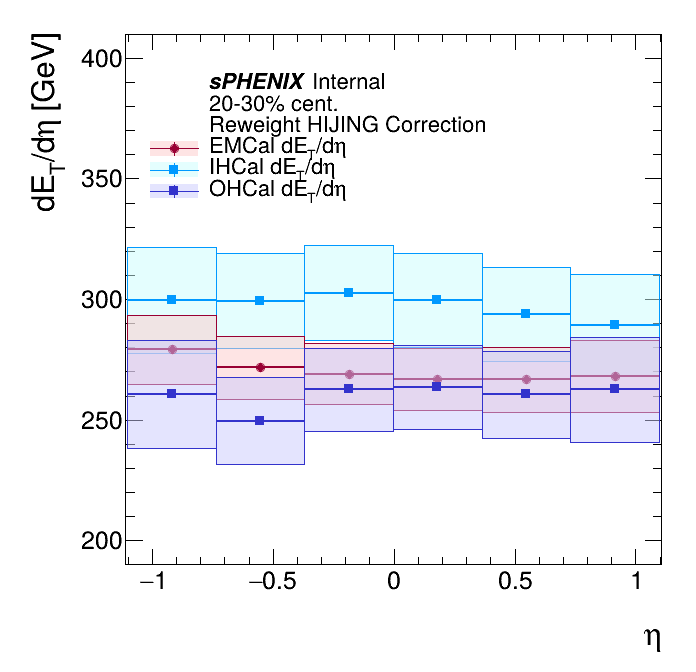 dE_T/dη [GeV]
400
350
300
250
200
sPHENIX Internal
20-30% cent.
Reweight HIJING Correction
EMCal dE_T/dη
IHCal dE_T/dη
OHCal dE_T/dη
−1 −0.5 0 0.5 1
η